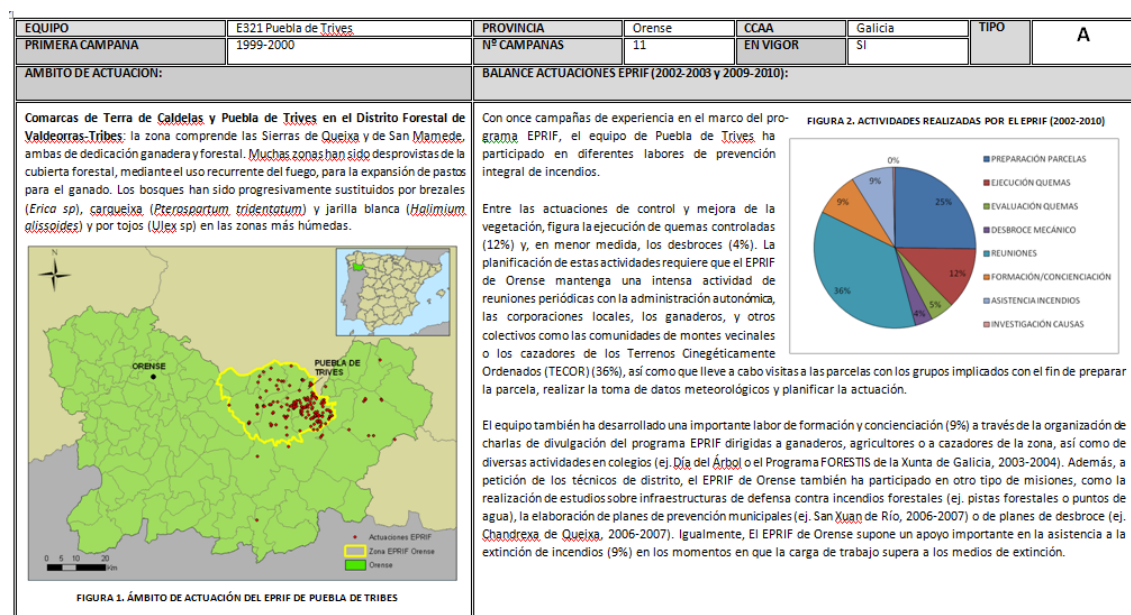 EQUIPO E321 Puebla de Trives PROVINCIA Orense CCAA Galicia TIPO A
PRIMERA CAMPANA 1999-2000 Nº CAMPANAS 11 EN VIGOR SI
AMBITO DE ACTUACION: BALANCE ACTUACIONES EPRIF (2002-2003 y 2009-2010):
Comarcas de Terra de Caldelas y Puebla de Trives en el Distrito Forestal de
Valdeorras-Tribes: la zona comprende las Sierras de Queixa y de San Mamede,
ambas de dedicación ganadera y forestal. Muchas zonas han sido desprovistas de la
cubierta forestal, mediante el uso recurrente del fuego, para la expansión de pastos
para el ganado. Los bosques han sido progresivamente sustituidos por brezales
(Erica sp), carqueixa (Pterospartum tridentatum) y jarilla blanca (Halimium
alissoides) y por tojos (Ulex sp) en las zonas más húmedas.
ORENSE
PUEBLA DE
TRIVES
Actuaciones EPRIF
Zona EPRIF Orense
Orense
0 5 10 20
Km
FIGURA 1. ÁMBITO DE ACTUACIÓN DEL EPRIF DE PUEBLA DE TRIBES
Con once campañas de experiencia en el marco del pro-
grama EPRIF, el equipo de Puebla de Trives ha
participado en diferentes labores de prevención
integral de incendios.
Entre las actuaciones de control y mejora de la
vegetación, figura la ejecución de quemas controladas
(12%) y, en menor medida, los desbroces (4%). La
planificación de estas actividades requiere que el EPRIF
de Orense mantenga una intensa actividad de
reuniones periódicas con la administración autonómica,
las corporaciones locales, los ganaderos, y otros
colectivos como las comunidades de montes vecinales
o los cazadores de los Terrenos Cinegéticamente
Ordenados (TECOR) (36%), así como que lleve a cabo visitas a las parcelas con los grupos implicados con el fin de preparar
la parcela, realizar la toma de datos meteorológicos y planificar la actuación.
FIGURA 2. ACTIVIDADES REALIZADAS POR EL EPRIF (2002-2010)
0%
25%
12%
5%
4%
36%
9%
9%
PREPARACIÓN PARCELAS
EJECUCIÓN QUEMAS
EVALUACIÓN QUEMAS
DESBROCE MECÁNICO
REUNIONES
FORMACIÓN/CONCIENCIACIÓN
ASISTENCIA INCENDIOS
INVESTIGACIÓN CAUSAS
El equipo también ha desarrollado una importante labor de formación y concienciación (9%) a través de la organización de
charlas de divulgación del programa EPRIF dirigidas a ganaderos, agricultores o a cazadores de la zona, así como de
diversas actividades en colegios (ej. Día del Árbol o el Programa FORESTIS de la Xunta de Galicia, 2003-2004). Además, a
petición de los técnicos de distrito, el EPRIF de Orense también ha participado en otro tipo de misiones, como la
realización de estudios sobre infraestructuras de defensa contra incendios forestales (ej. pistas forestales o puntos de
agua), la elaboración de planes de prevención municipales (ej. San Xuan de Río, 2006-2007) o de planes de desbroce (ej.
Chandrexa de Queixa, 2006-2007). Igualmente, El EPRIF de Orense supone un apoyo importante en la asistencia a la
extinción de incendios (9%) en los momentos en que la carga de trabajo supera a los medios de extinción.